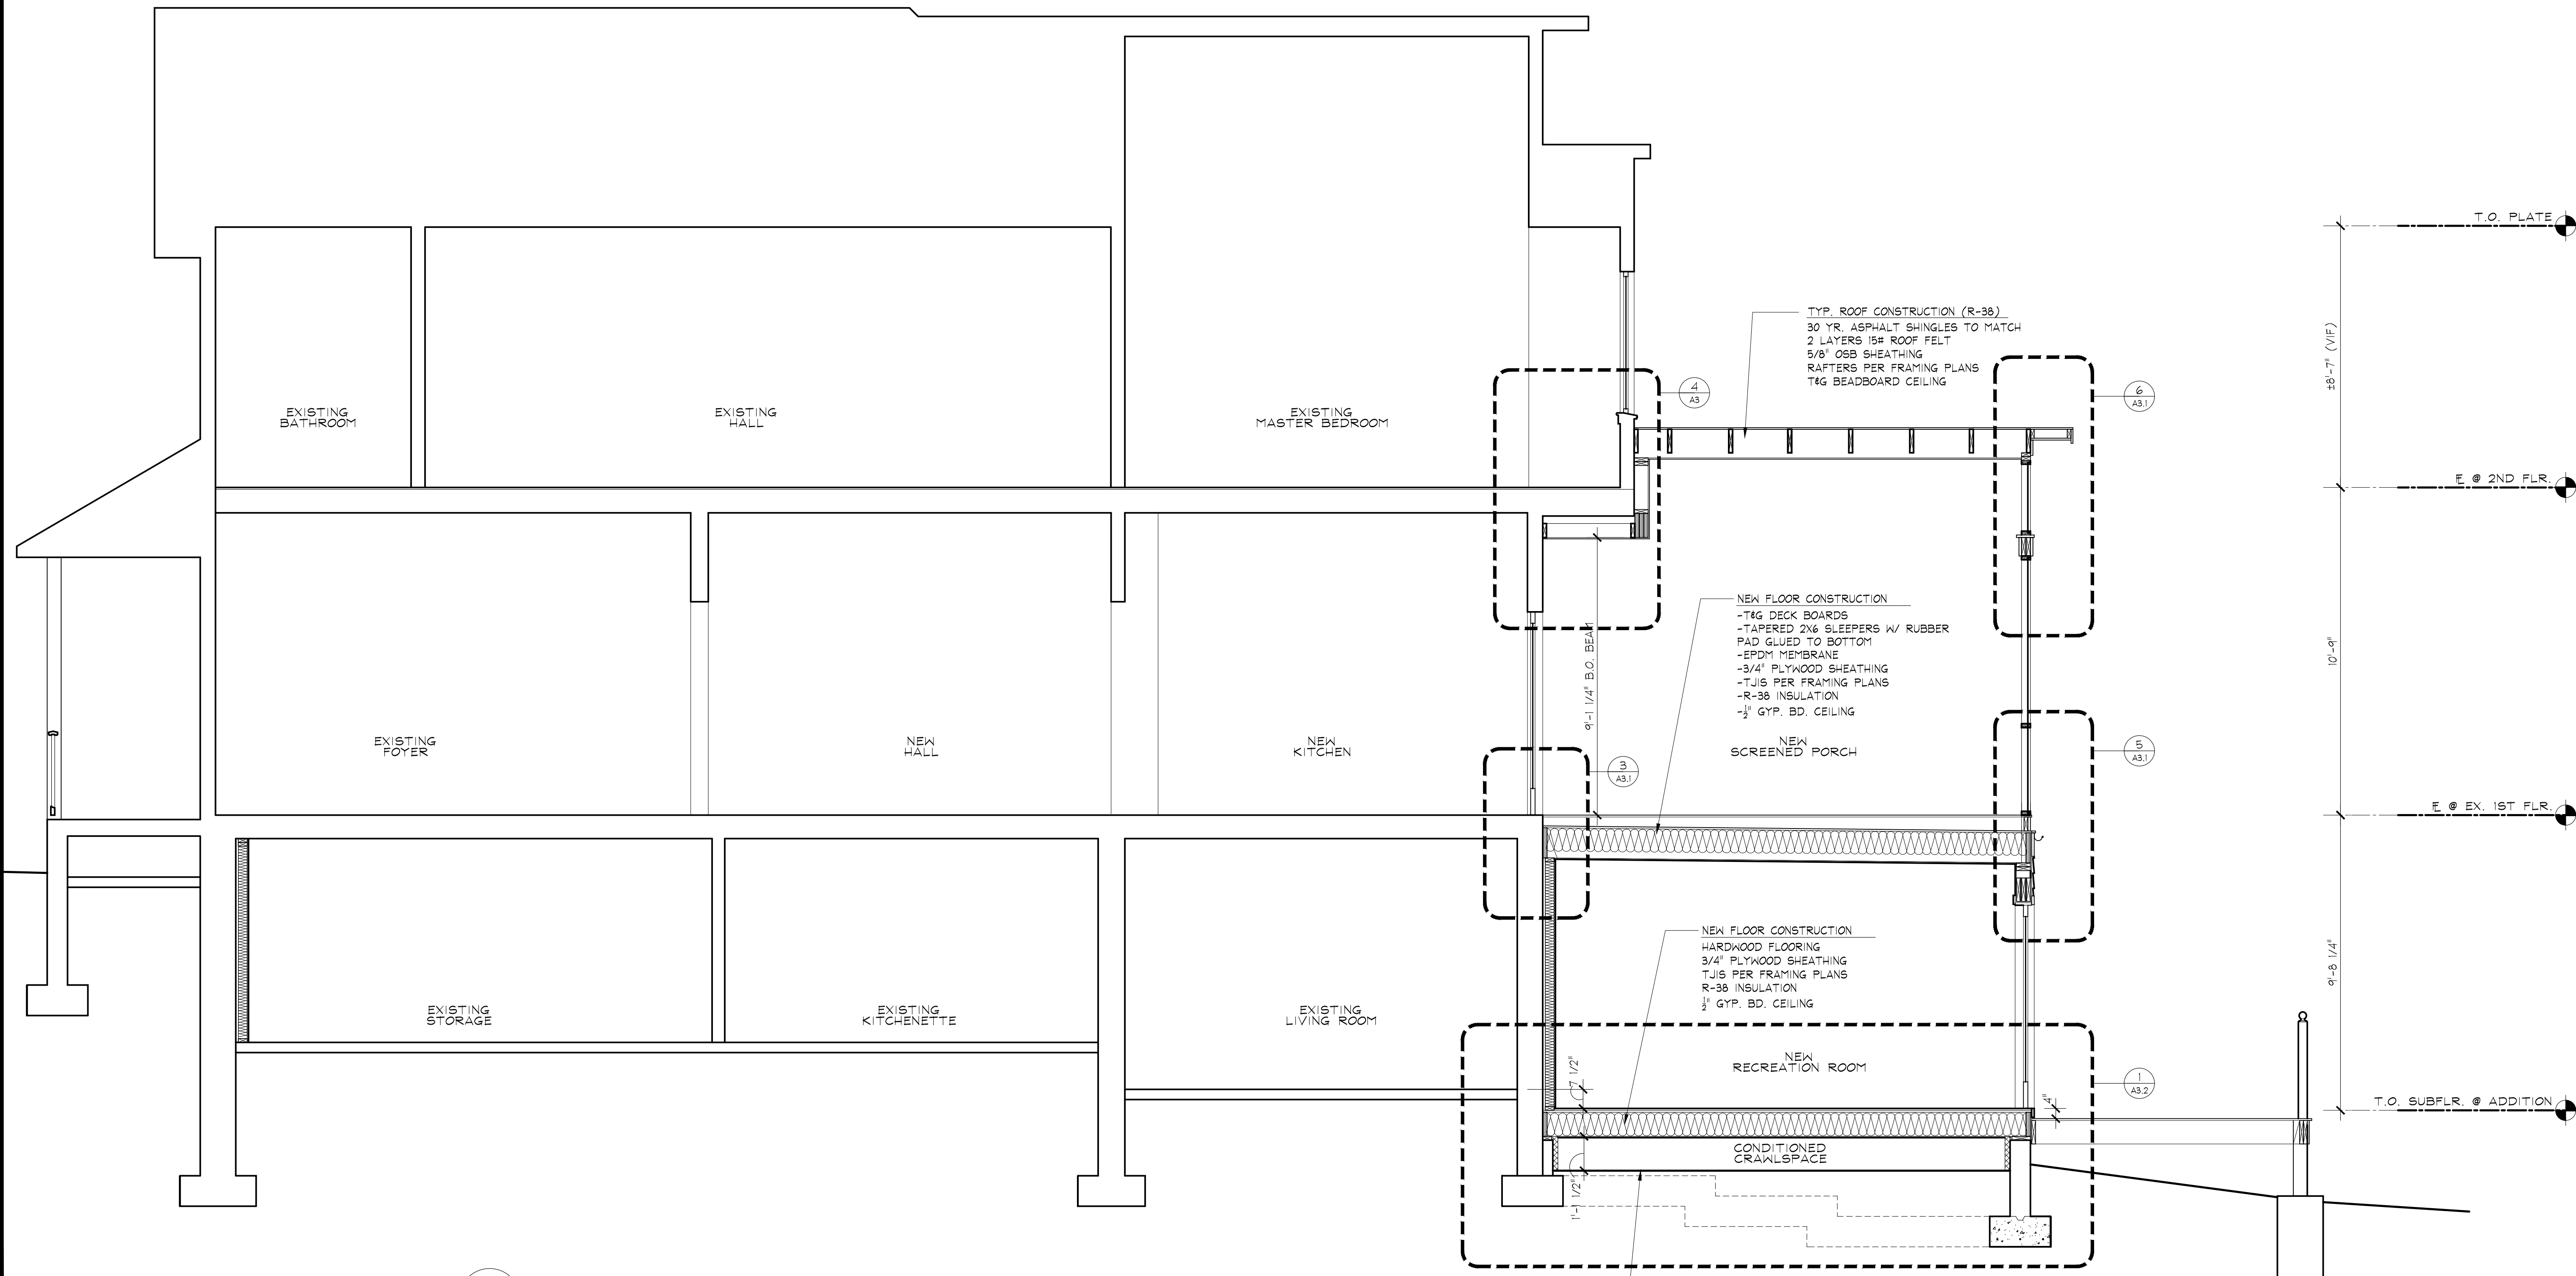 T.O. PLATE
TYP. ROOF CONSTRUCTION (R-38)
30 YR. ASPHALT SHINGLES TO MATCH
2 LAYERS 15# ROOF FELT
5/8" OSB SHEATHING
RAFTERS PER FRAMING PLANS
T&G BEADBOARD CEILING
±8'-7" (VIF)
4
A3
6
A3.1
EXISTING
BATHROOM
EXISTING
HALL
EXISTING
MASTER BEDROOM
@ 2ND FLR.
NEW FLOOR CONSTRUCTION
-T&G DECK BOARDS
-TAPERED 2X6 SLEEPERS W/ RUBBER
PAD GLUED TO BOTTOM
-EPDM MEMBRANE
-3/4" PLYWOOD SHEATHING
-TJIS PER FRAMING PLANS
-R-38 INSULATION
-1/2" GYP. BD. CEILING
9'-1 1/4" B.O. BEAM
10'-9"
EXISTING
FOYER
NEW
HALL
NEW
KITCHEN
NEW
SCREENED PORCH
3
A3.1
5
A3.1
@ EX. 1ST FLR.
NEW FLOOR CONSTRUCTION
HARDWOOD FLOORING
3/4" PLYWOOD SHEATHING
TJIS PER FRAMING PLANS
R-38 INSULATION
1/2" GYP. BD. CEILING
9'-8 1/4"
EXISTING
STORAGE
EXISTING
KITCHENETTE
EXISTING
LIVING ROOM
NEW
RECREATION ROOM
7 1/2"
4"
1
A3.2
T.O. SUBFLR. @ ADDITION
CONDITIONED
CRAWLSPACE
1'-1 1/2"